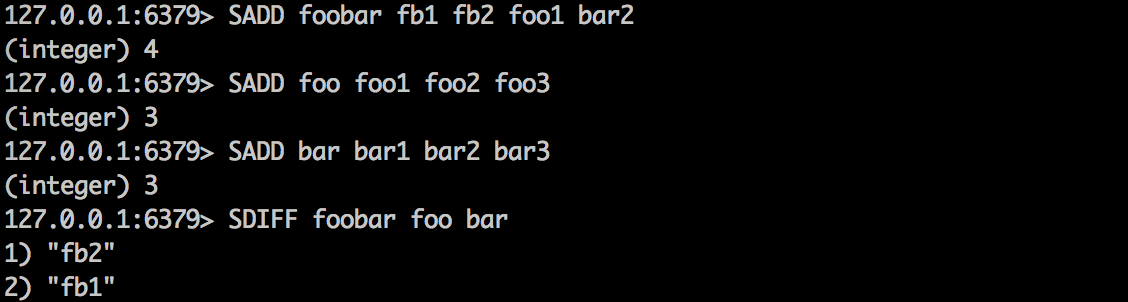 127.0.0.1:6379> SADD foobar fb1 fb2 foo1 bar2
(integer) 4
127.0.0.1:6379> SADD foo foo1 foo2 foo3
(integer) 3
127.0.0.1:6379> SADD bar bar1 bar2 bar3
(integer) 3
127.0.0.1:6379> SDIFF foobar foo bar
1) "fb2"
2) "fb1"